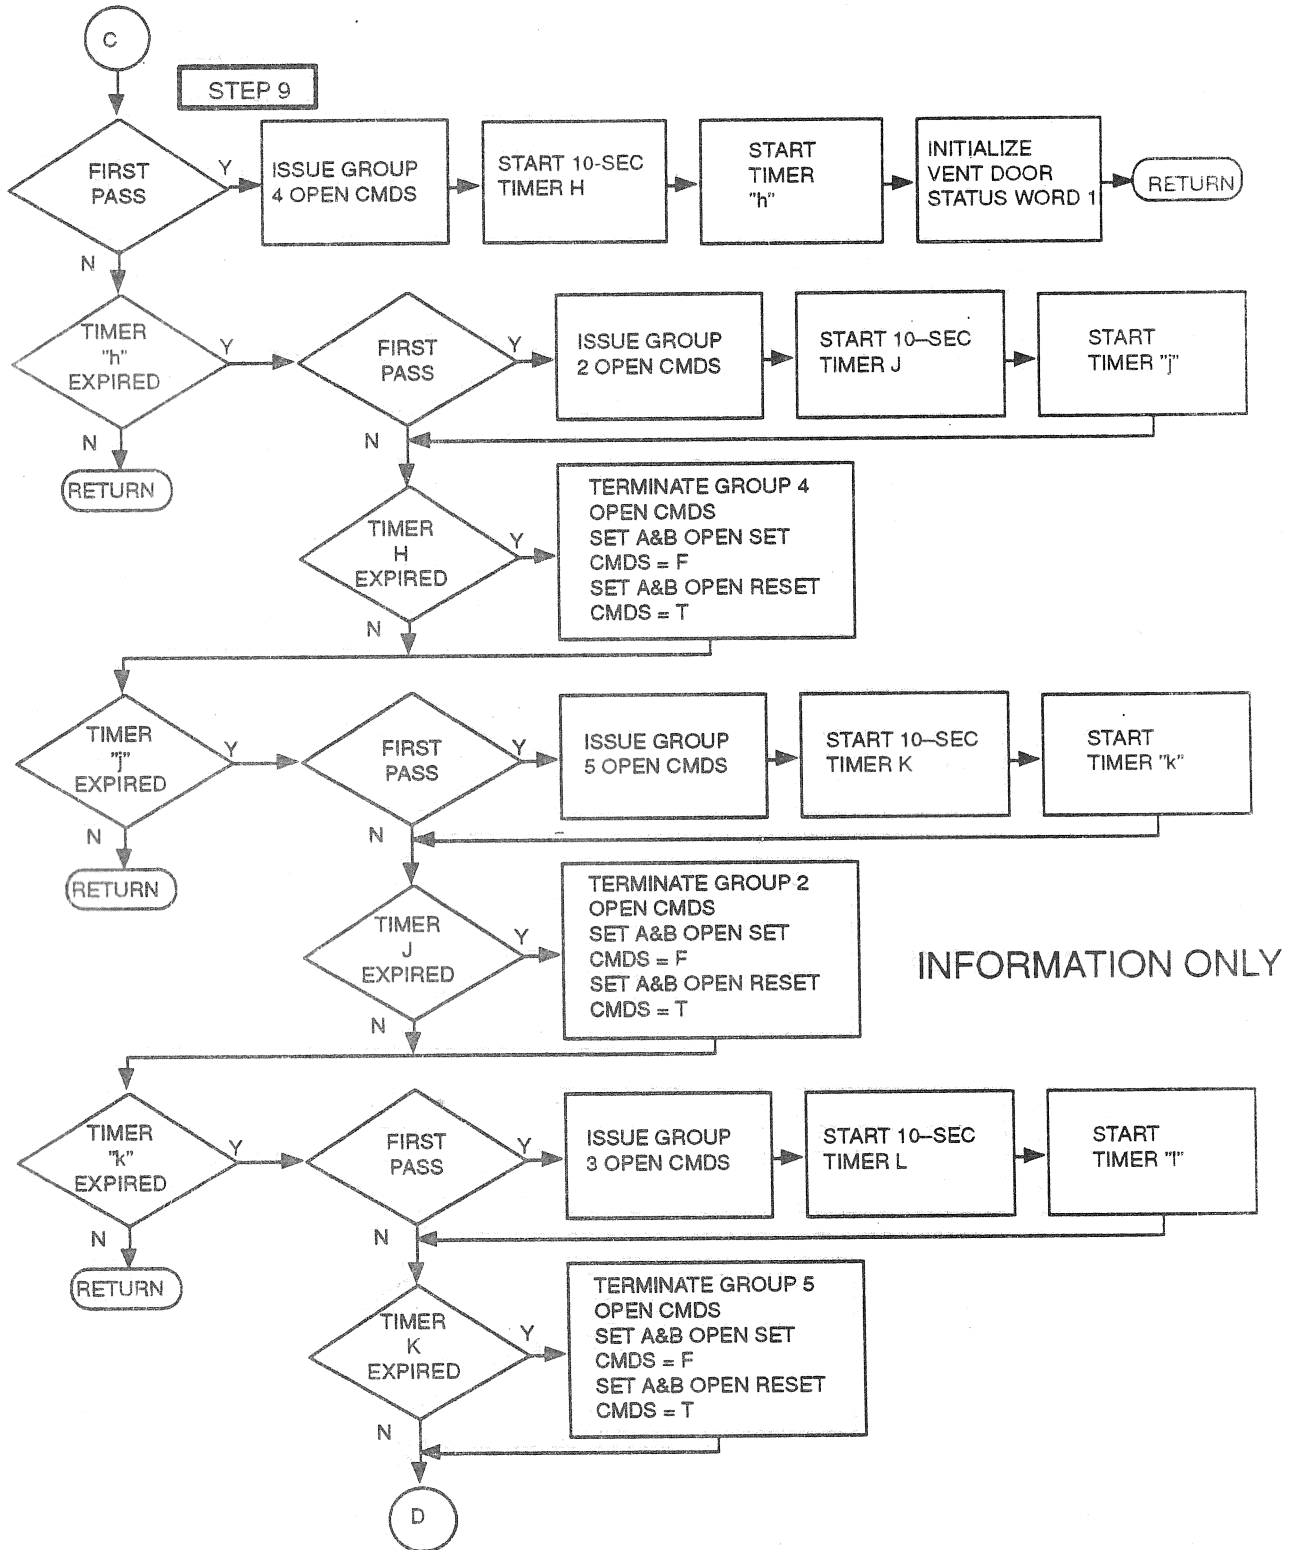 C
STEP 9
FIRST
PASS
Y
ISSUE GROUP
4 OPEN CMDS
START 10-SEC
TIMER H
START
TIMER
"h"
INITIALIZE
VENT DOOR
STATUS WORD 1
RETURN
N
TIMER
"h"
EXPIRED
Y
FIRST
PASS
Y
ISSUE GROUP
2 OPEN CMDS
START 10–SEC
TIMER J
START
TIMER "j"
N
RETURN
N
TIMER
H
EXPIRED
Y
TERMINATE GROUP 4
OPEN CMDS
SET A&B OPEN SET
CMDS = F
SET A&B OPEN RESET
CMDS = T
N
TIMER
"j"
EXPIRED
Y
FIRST
PASS
Y
ISSUE GROUP
5 OPEN CMDS
START 10–SEC
TIMER K
START
TIMER "k"
N
RETURN
N
TIMER
J
EXPIRED
Y
TERMINATE GROUP 2
OPEN CMDS
SET A&B OPEN SET
CMDS = F
SET A&B OPEN RESET
CMDS = T
INFORMATION ONLY
N
TIMER
"k"
EXPIRED
Y
FIRST
PASS
Y
ISSUE GROUP
3 OPEN CMDS
START 10–SEC
TIMER L
START
TIMER "l"
N
RETURN
N
TIMER
K
EXPIRED
Y
TERMINATE GROUP 5
OPEN CMDS
SET A&B OPEN SET
CMDS = F
SET A&B OPEN RESET
CMDS = T
N
D